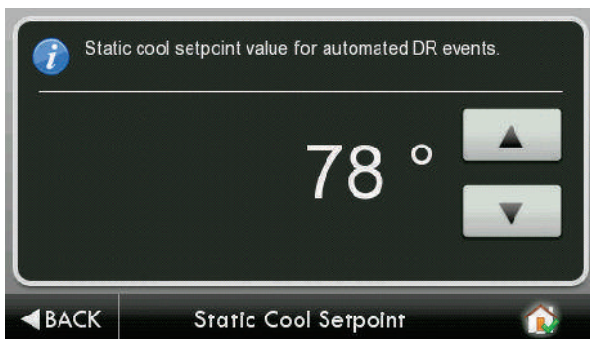 Static cool setpoint value for automated DR events.
78 °
BACK
Static Cool Setpoint